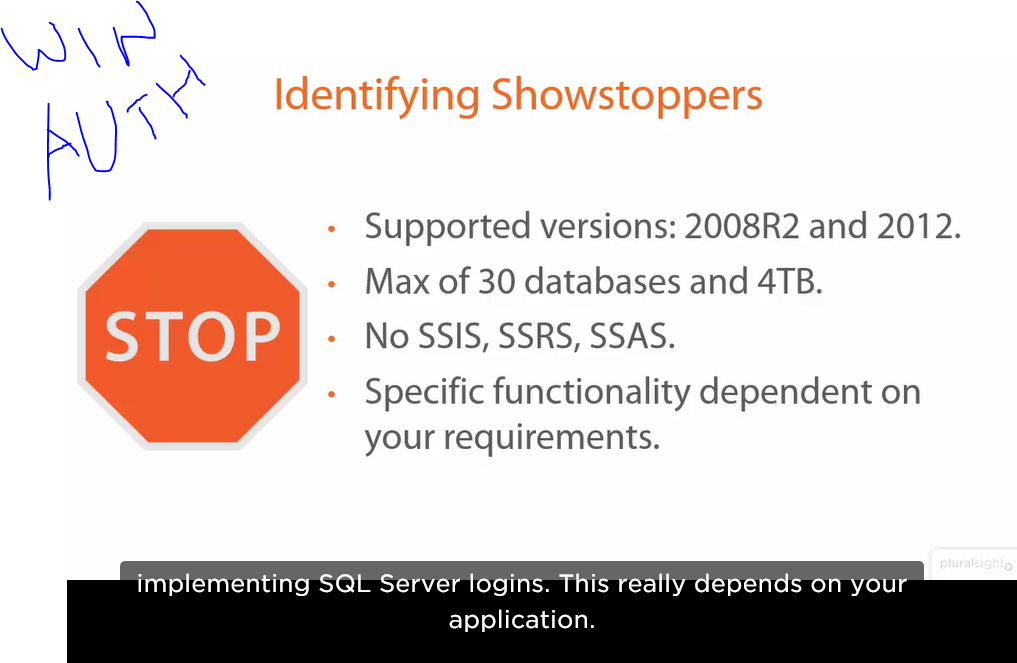 WIN
AUTH
Identifying Showstoppers
STOP
• Supported versions: 2008R2 and 2012.
• Max of 30 databases and 4TB.
• No SSIS, SSRS, SSAS.
• Specific functionality dependent on
your requirements.
pluralsight
implementing SQL Server logins. This really depends on your
application.